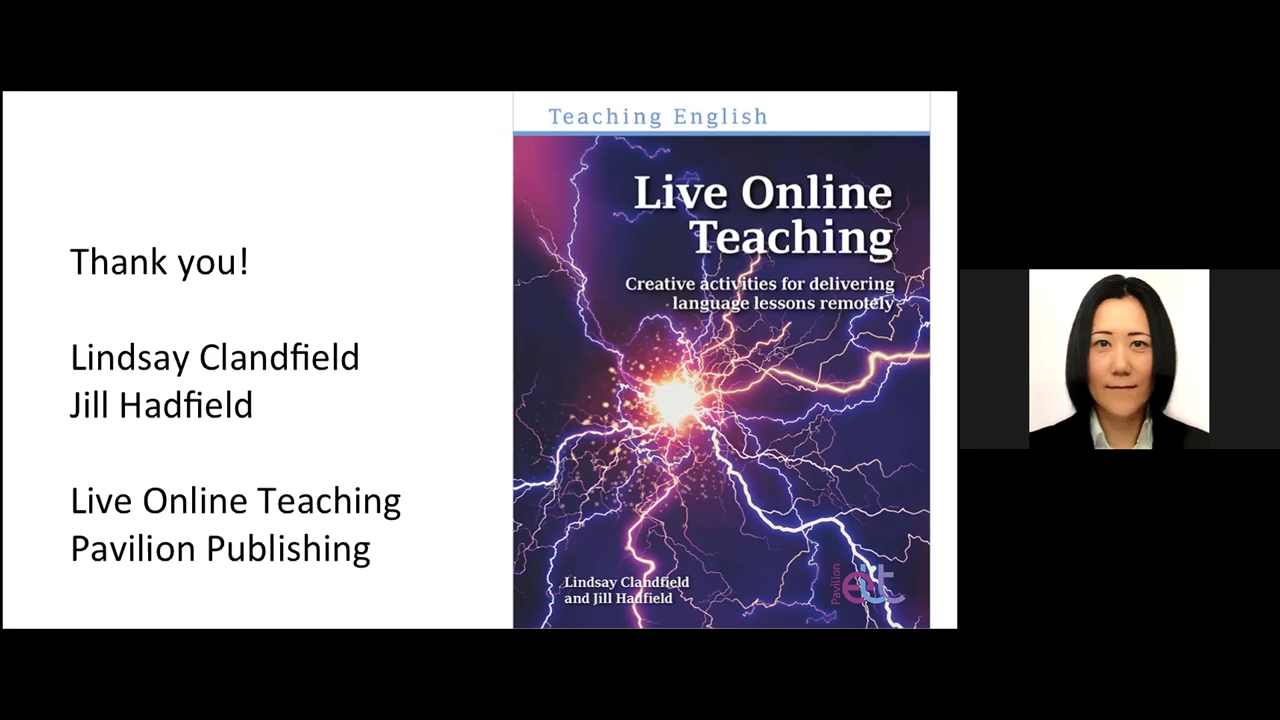 Thank you!
Lindsay Clandfield
Jill Hadfield
Live Online Teaching
Pavilion Publishing
Teaching English
Live Online
Teaching
Creative activities for delivering
language lessons remotely
Lindsay Clandfield
and Jill Hadfield
Pavilion
elt